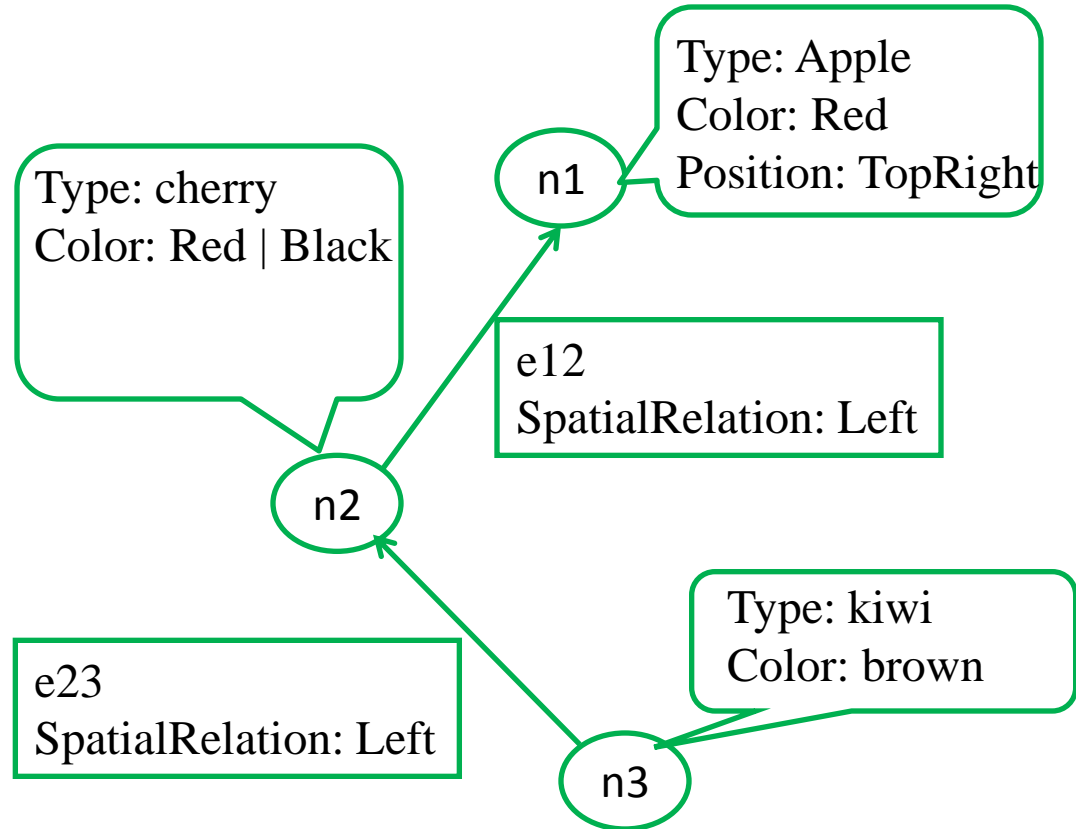 Type: Apple
Color: Red
Position: TopRight
n1
Type: cherry
Color: Red | Black
e12
SpatialRelation: Left
n2
Type: kiwi
Color: brown
e23
SpatialRelation: Left
n3